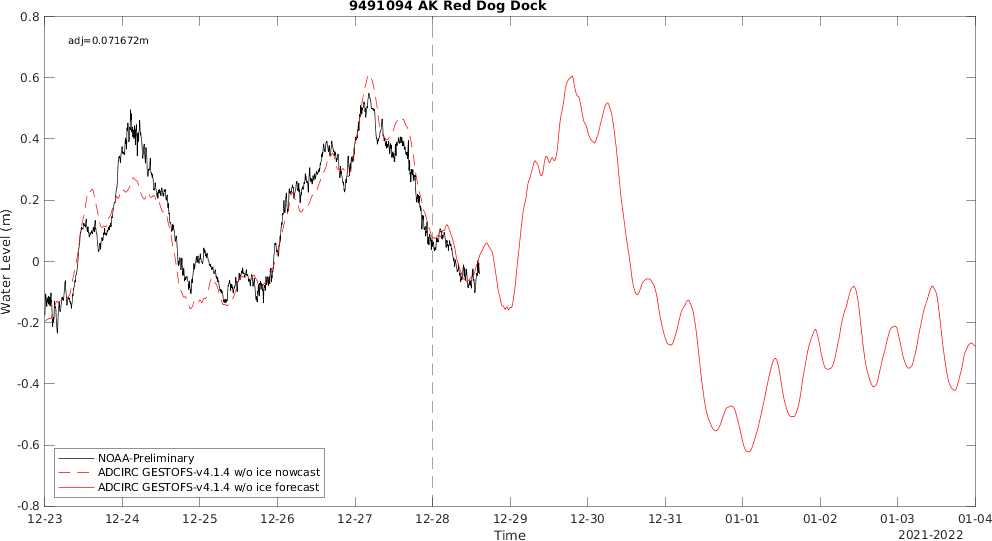 9491094 AK Red Dog Dock
adj=0.071672m
Water Level (m)
0.8
0.6
0.4
0.2
0
-0.2
-0.4
-0.6
-0.8
NOAA-Preliminary
ADCIRC GESTOFS-v4.1.4 w/o ice nowcast
ADCIRC GESTOFS-v4.1.4 w/o ice forecast
12-23 12-24 12-25 12-26 12-27 12-28 12-29 12-30 12-31 01-01 01-02 01-03 01-04
Time
2021-2022